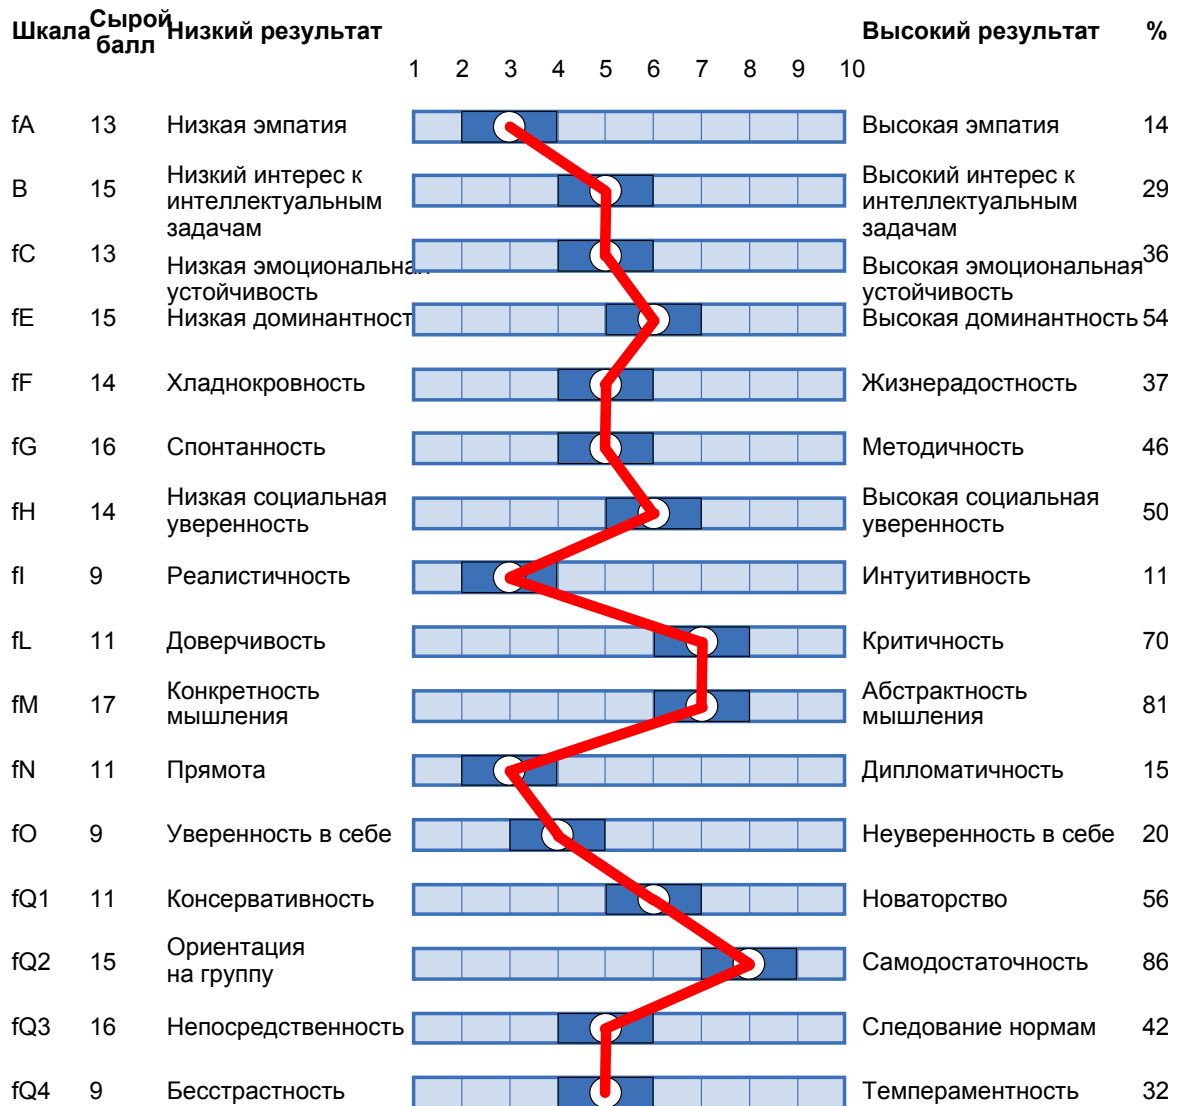 Шкала Сырой балл Низкий результат Высокий результат %
1 2 3 4 5 6 7 8 9 10
fA 13 Низкая эмпатия Высокая эмпатия 14
B 15 Низкий интерес к интеллектуальным задачам Высокий интерес к интеллектуальным задачам 29
fC 13 Низкая эмоциональная устойчивость Высокая эмоциональная устойчивость 36
fE 15 Низкая доминантност Высокая доминантность 54
fF 14 Хладнокровность Жизнерадостность 37
fG 16 Спонтанность Методичность 46
fH 14 Низкая социальная уверенность Высокая социальная уверенность 50
fI 9 Реалистичность Интуитивность 11
fL 11 Доверчивость Критичность 70
fM 17 Конкретность мышления Абстрактность мышления 81
fN 11 Прямота Дипломатичность 15
fO 9 Уверенность в себе Неуверенность в себе 20
fQ1 11 Консервативность Новаторство 56
fQ2 15 Ориентация на группу Самодостаточность 86
fQ3 16 Непосредственность Следование нормам 42
fQ4 9 Бесстрастность Темпераментность 32